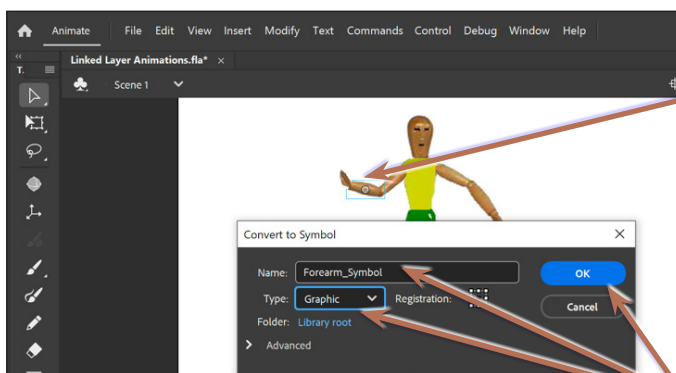 Animate File Edit View Insert Modify Text Commands Control Debug Window Help
Linked Layer Animations.fla* ×
T.
Scene 1
Convert to Symbol
Name: Forearm_Symbol OK
Type: Graphic Registration: Cancel
Folder: Library root
Advanced